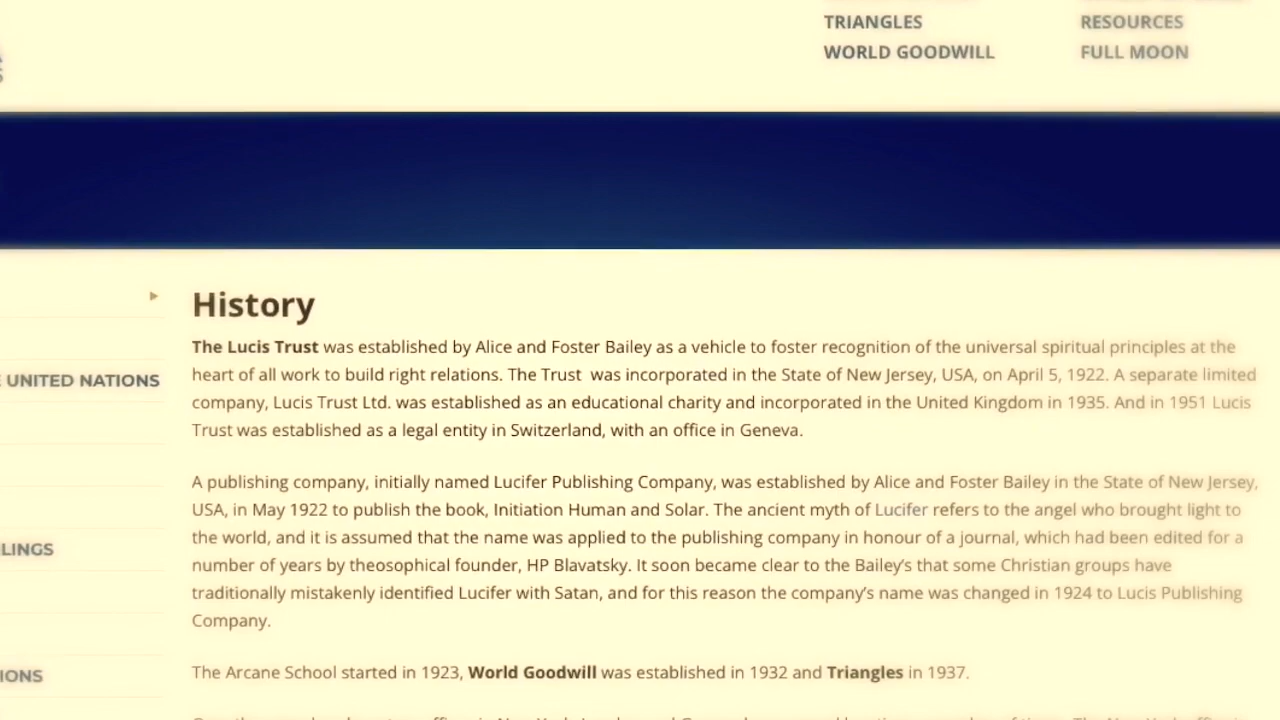 TRIANGLES
RESOURCES
WORLD GOODWILL
FULL MOON
History
The Lucis Trust was established by Alice and Foster Bailey as a vehicle to foster recognition of the universal spiritual principles at the
heart of all work to build right relations. The Trust was incorporated in the State of New Jersey, USA, on April 5, 1922. A separate limited
UNITED NATIONS
company, Lucis Trust Ltd. was established as an educational charity and incorporated in the United Kingdom in 1935. And in 1951 Lucis
Trust was established as a legal entity in Switzerland, with an office in Geneva.
A publishing company, initially named Lucifer Publishing Company, was established by Alice and Foster Bailey in the State of New Jersey,
USA, in May 1922 to publish the book, Initiation Human and Solar. The ancient myth of Lucifer refers to the angel who brought light to
the world, and it is assumed that the name was applied to the publishing company in honour of a journal, which had been edited for a
LINGS
number of years by theosophical founder, HP Blavatsky. It soon became clear to the Bailey's that some Christian groups have
traditionally mistakenly identified Lucifer with Satan, and for this reason the company's name was changed in 1924 to Lucis Publishing
Company.
The Arcane School started in 1923, World Goodwill was established in 1932 and Triangles in 1937.
IONS